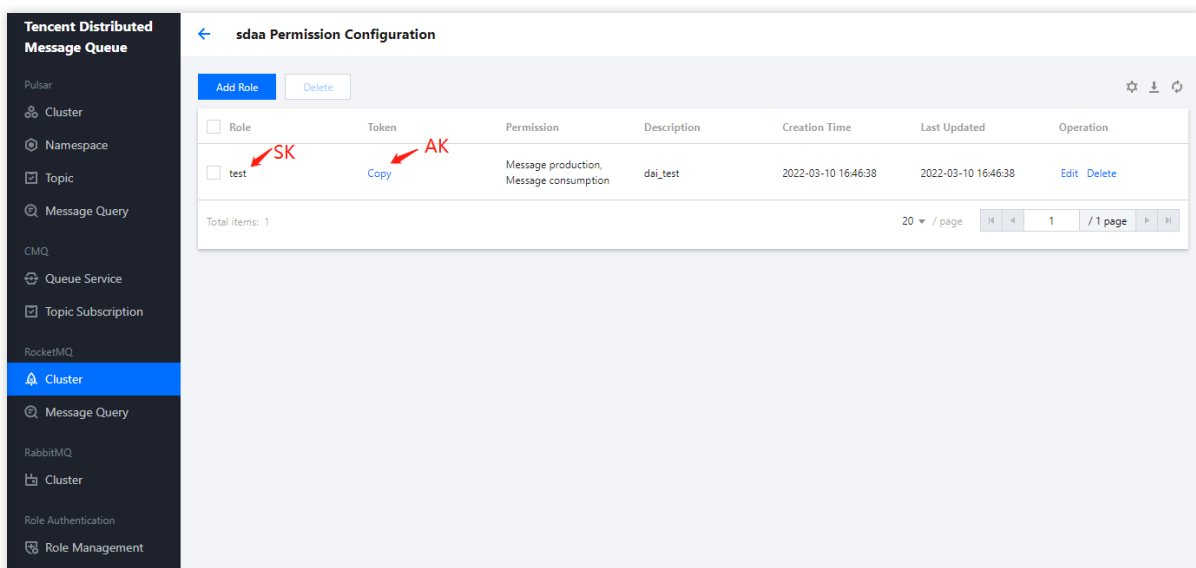 Tencent Distributed
Message Queue
Pulsar
Cluster
Namespace
Topic
Message Query
CMQ
Queue Service
Topic Subscription
RocketMQ
Cluster
Message Query
RabbitMQ
Cluster
Role Authentication
Role Management
sdaa Permission Configuration
Add Role Delete
Role Token Permission Description Creation Time Last Updated Operation
SK AK
test Copy Message production, Message consumption dai_test 2022-03-10 16:46:38 2022-03-10 16:46:38 Edit Delete
Total items: 1 20 / page 1 / 1 page